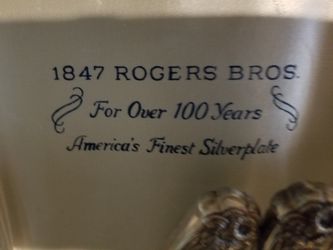 1847 ROGERS BROS.
For Over 100 Years
America's Finest Silverplate